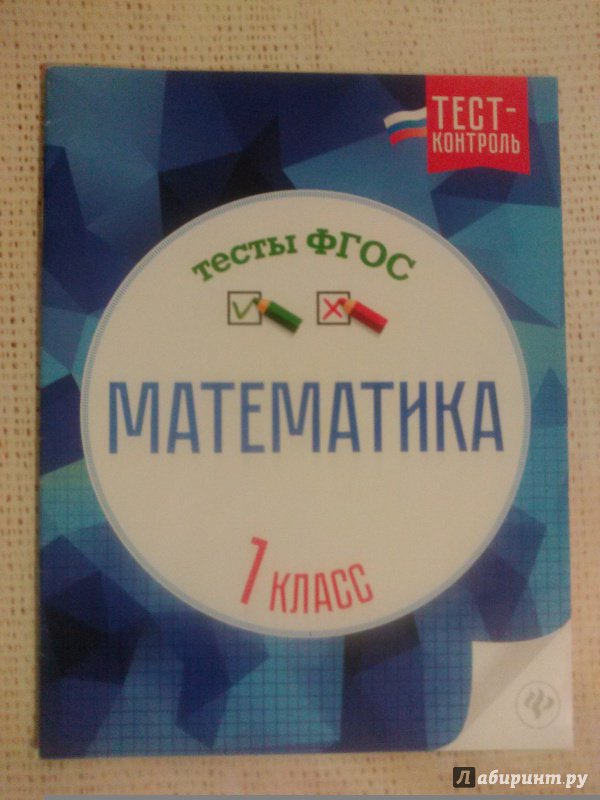 ТЕСТ-
КОНТРОЛЬ
тесты ФГОС
МАТЕМАТИКА
1 КЛАСС
Лабиринт.ру